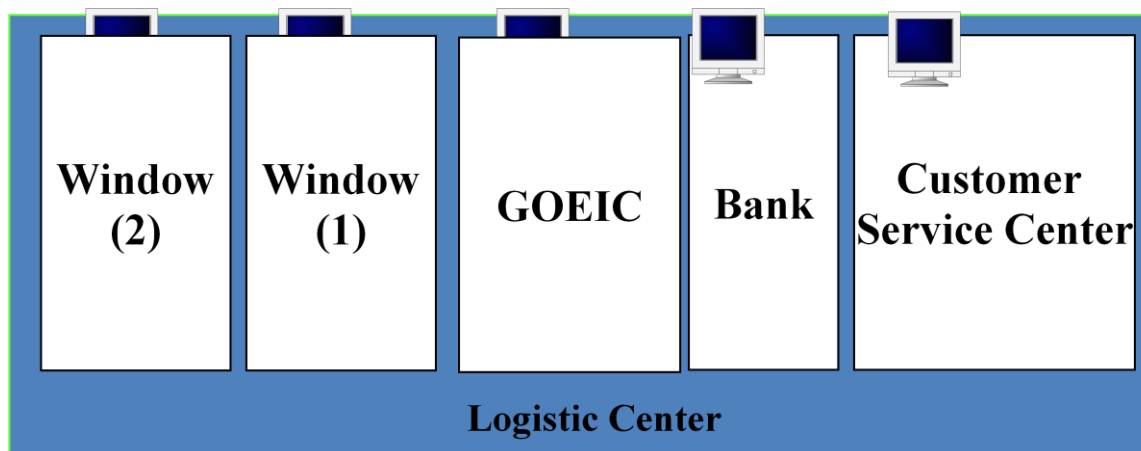 Window
(2)
Window
(1)
GOEIC
Bank
Customer
Service Center
Logistic Center